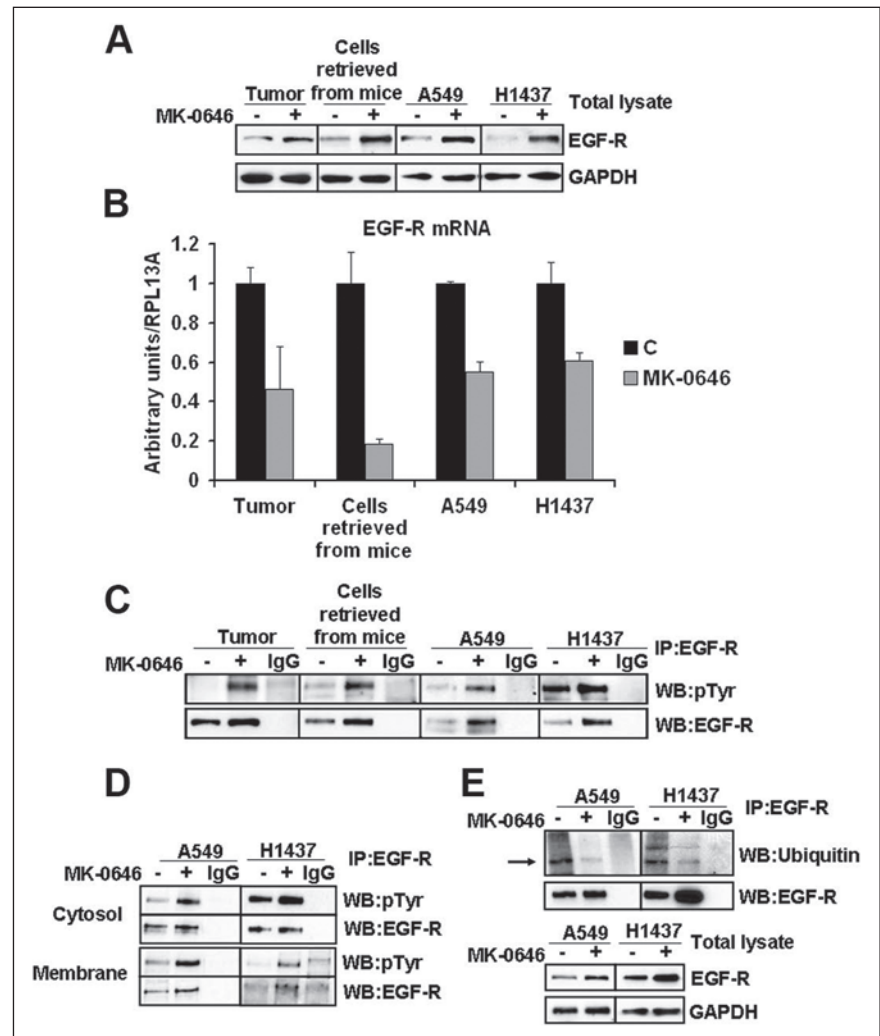 A
Cells
retrieved
Tumor from mice A549 H1437 Total lysate
MK-0646 - + - + - + - +
EGF-R
GAPDH
B
EGF-R mRNA
Arbitrary units/RPL13A
1.2
1
0.8
0.6
0.4
0.2
0
C
MK-0646
Tumor Cells retrieved from mice A549 H1437
C
Cells
retrieved
Tumor from mice A549 H1437 IP:EGF-R
MK-0646 - + IgG - + IgG - + IgG - + IgG
WB:pTyr
WB:EGF-R
D
A549 H1437 IP:EGF-R
MK-0646 - + IgG - + IgG
Cytosol
WB:pTyr
WB:EGF-R
Membrane
WB:pTyr
WB:EGF-R
E
A549 H1437 IP:EGF-R
MK-0646 - + IgG - + IgG
WB:Ubiquitin
WB:EGF-R
A549 H1437 Total lysate
MK-0646 - + - +
EGF-R
GAPDH